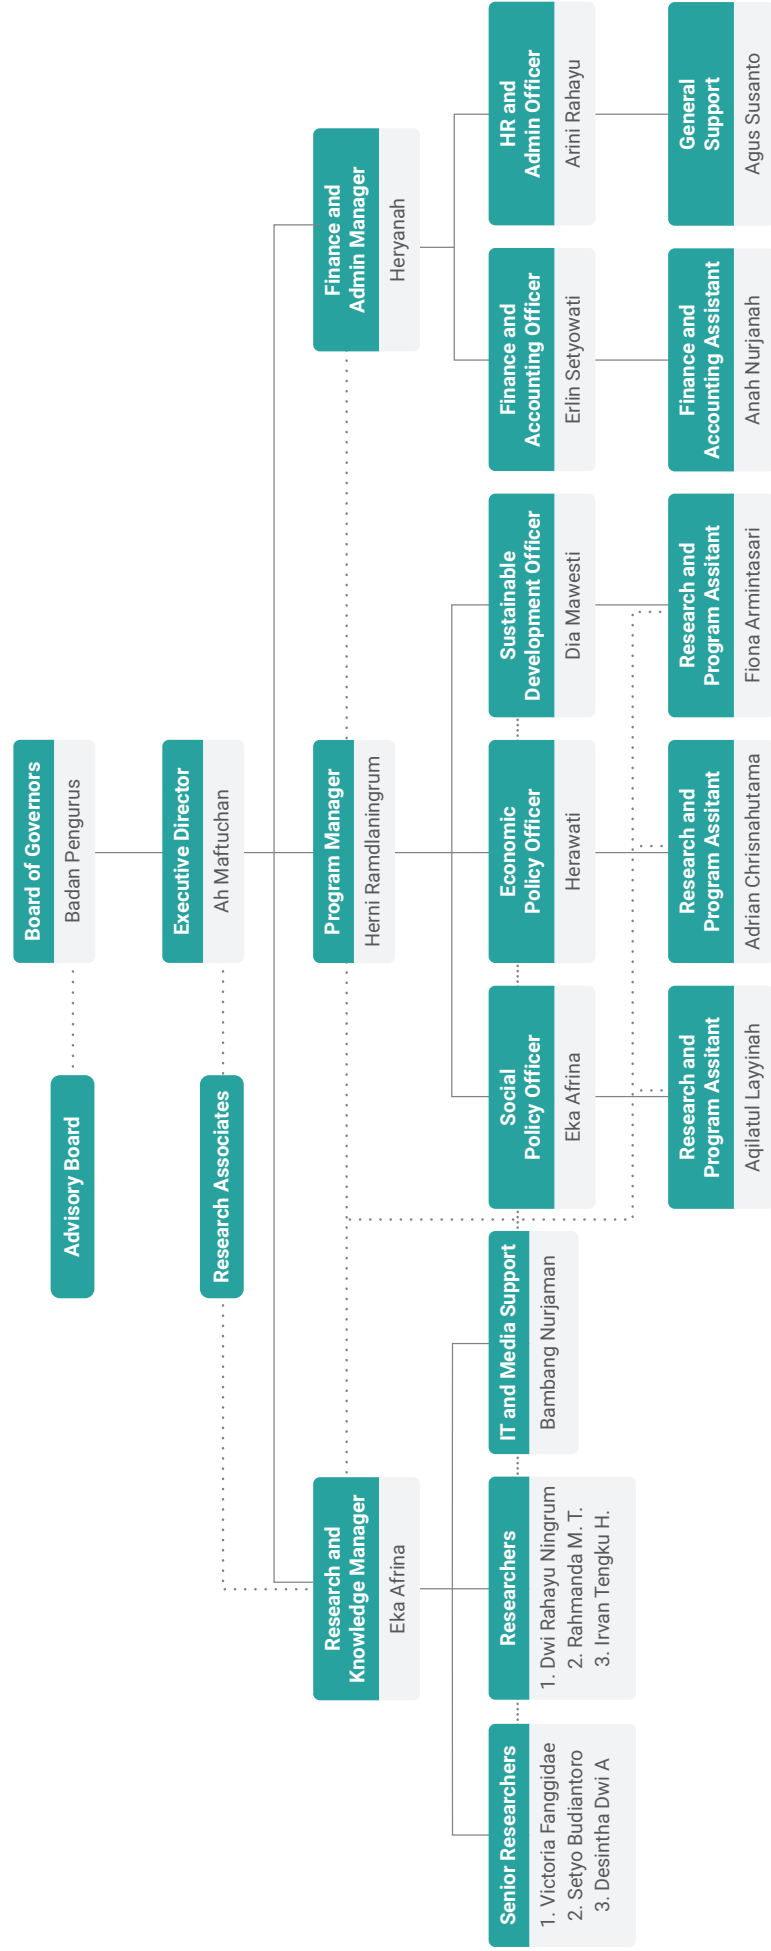 Board of Governors
Badan Pengurus
Advisory Board
Executive Director
Ah Maftuchan
Research Associates
Research and
Knowledge Manager
Eka Afrina
Program Manager
Herni Ramdlaningrum
Finance and
Admin Manager
Heryanah
Senior Researchers
1. Victoria Fanggidae
2. Setyo Budiantoro
3. Desintha Dwi A
Researchers
1. Dwi Rahayu Ningrum
2. Rahmanda M. T.
3. Irvan Tengku H.
IT and Media Support
Bambang Nurjaman
Social
Policy Officer
Eka Afrina
Economic
Policy Officer
Herawati
Sustainable
Development Officer
Dia Mawesti
Finance and
Accounting Officer
Erlin Setyowati
HR and
Admin Officer
Arini Rahayu
Research and
Program Assitant
Aqilatul Layyinah
Research and
Program Assitant
Adrian Chrisnahutama
Research and
Program Assitant
Fiona Armintasari
Finance and
Accounting Assistant
Anah Nurjanah
General
Support
Agus Susanto